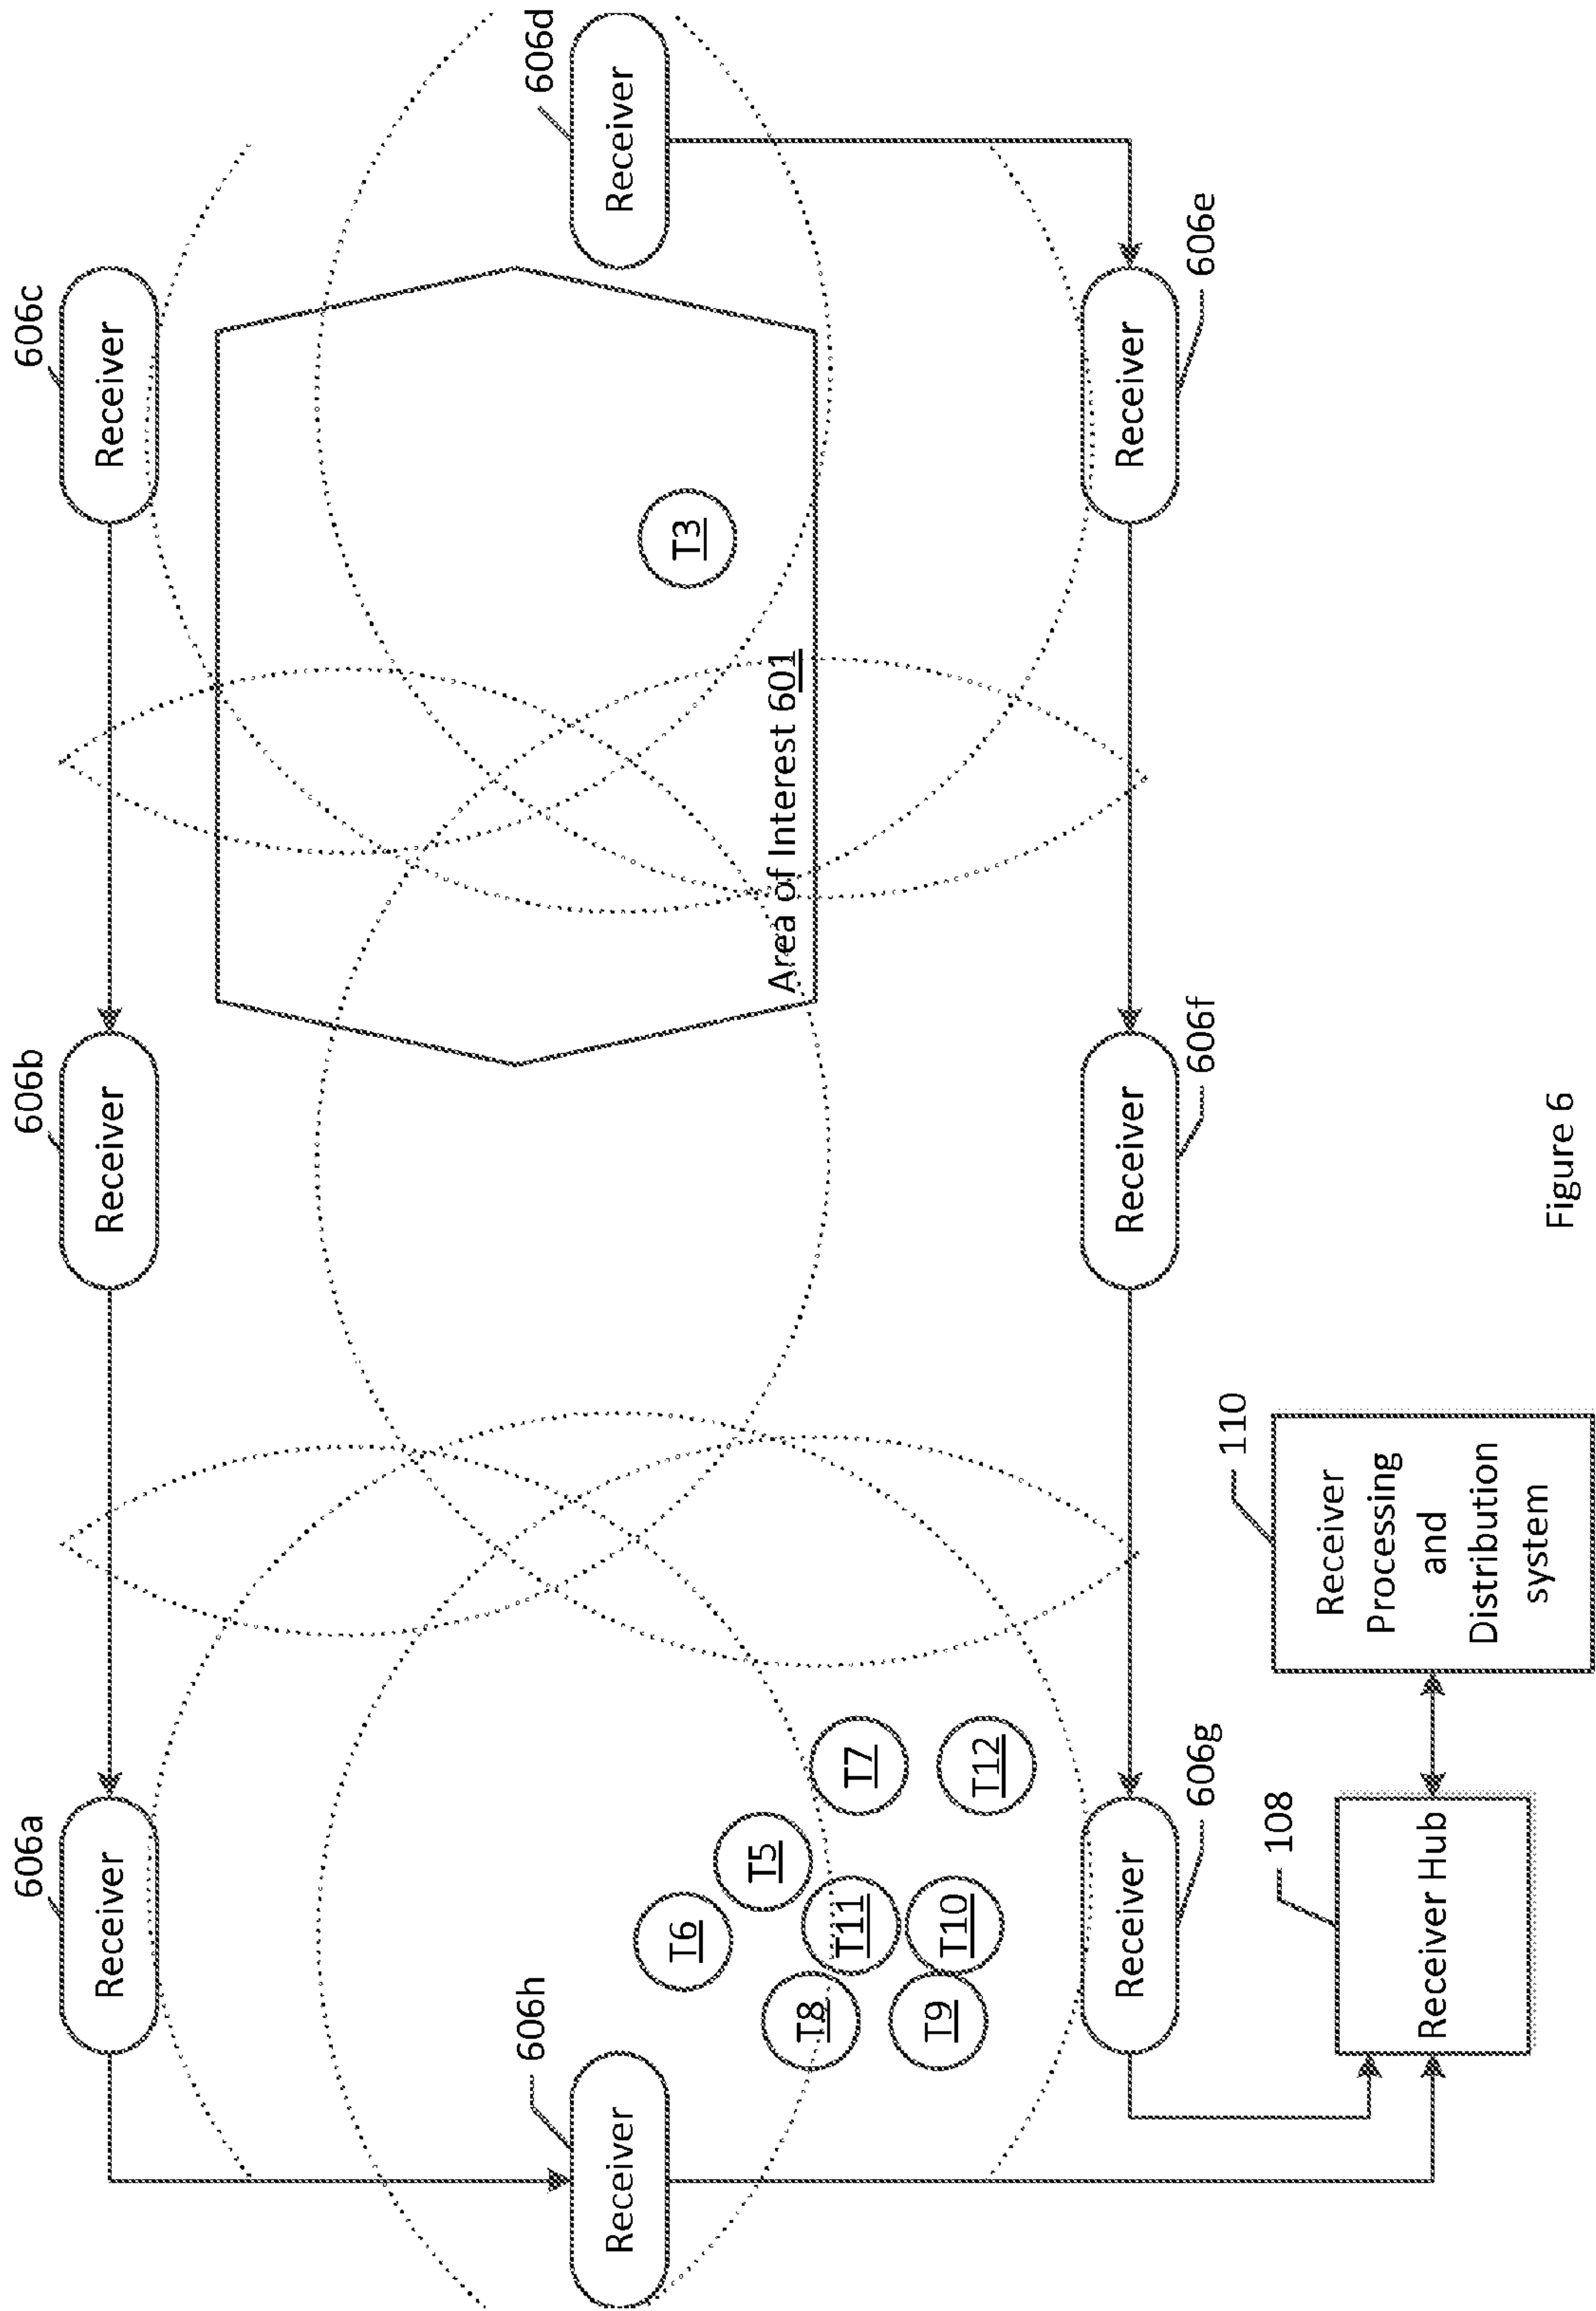 606a
606b
606c
Receiver
Receiver
Receiver
606h
606d
Receiver
Receiver
T6
T3
T5
Area of Interest 601
T8
T11
T7
T9
T10
T12
Receiver
Receiver
Receiver
606g
606f
606e
108
110
Receiver Hub
Receiver
Processing
and
Distribution
system
Figure 6